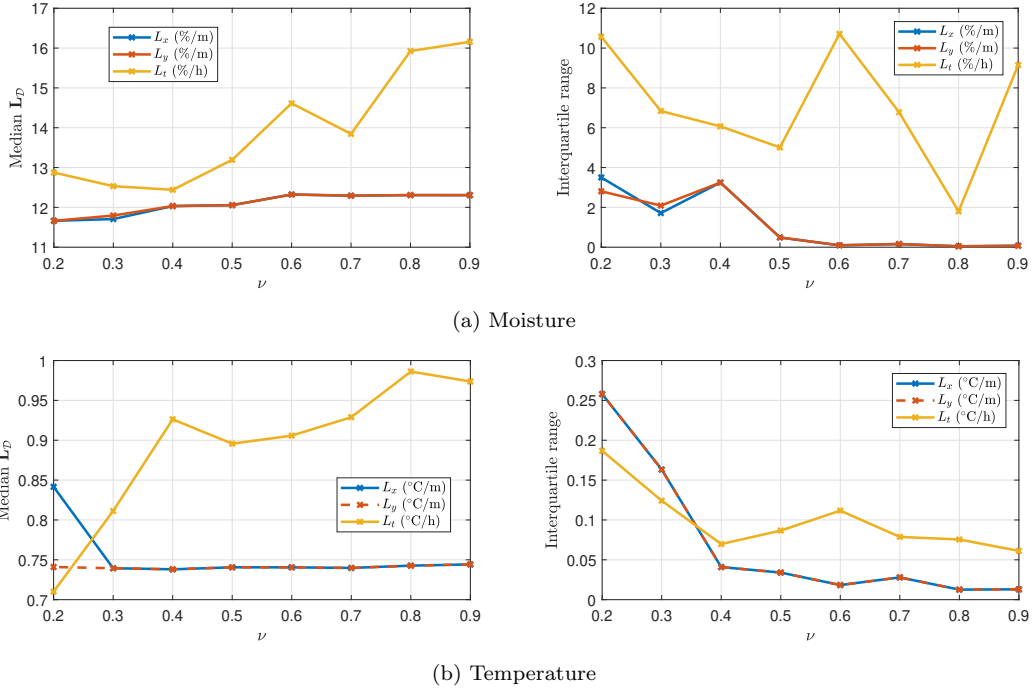 17
16
15
14
13
12
11
Median L_D
L_x (%/m)
L_y (%/m)
L_t (%/h)
0.2 0.3 0.4 0.5 0.6 0.7 0.8 0.9
ν
12
10
8
6
4
2
0
Interquartile range
L_x (%/m)
L_y (%/m)
L_t (%/h)
0.2 0.3 0.4 0.5 0.6 0.7 0.8 0.9
ν
(a) Moisture
1
0.95
0.9
0.85
0.8
0.75
0.7
Median L_D
L_x (°C/m)
L_y (°C/m)
L_t (°C/h)
0.2 0.3 0.4 0.5 0.6 0.7 0.8 0.9
ν
0.3
0.25
0.2
0.15
0.1
0.05
0
Interquartile range
L_x (°C/m)
L_y (°C/m)
L_t (°C/h)
0.2 0.3 0.4 0.5 0.6 0.7 0.8 0.9
ν
(b) Temperature